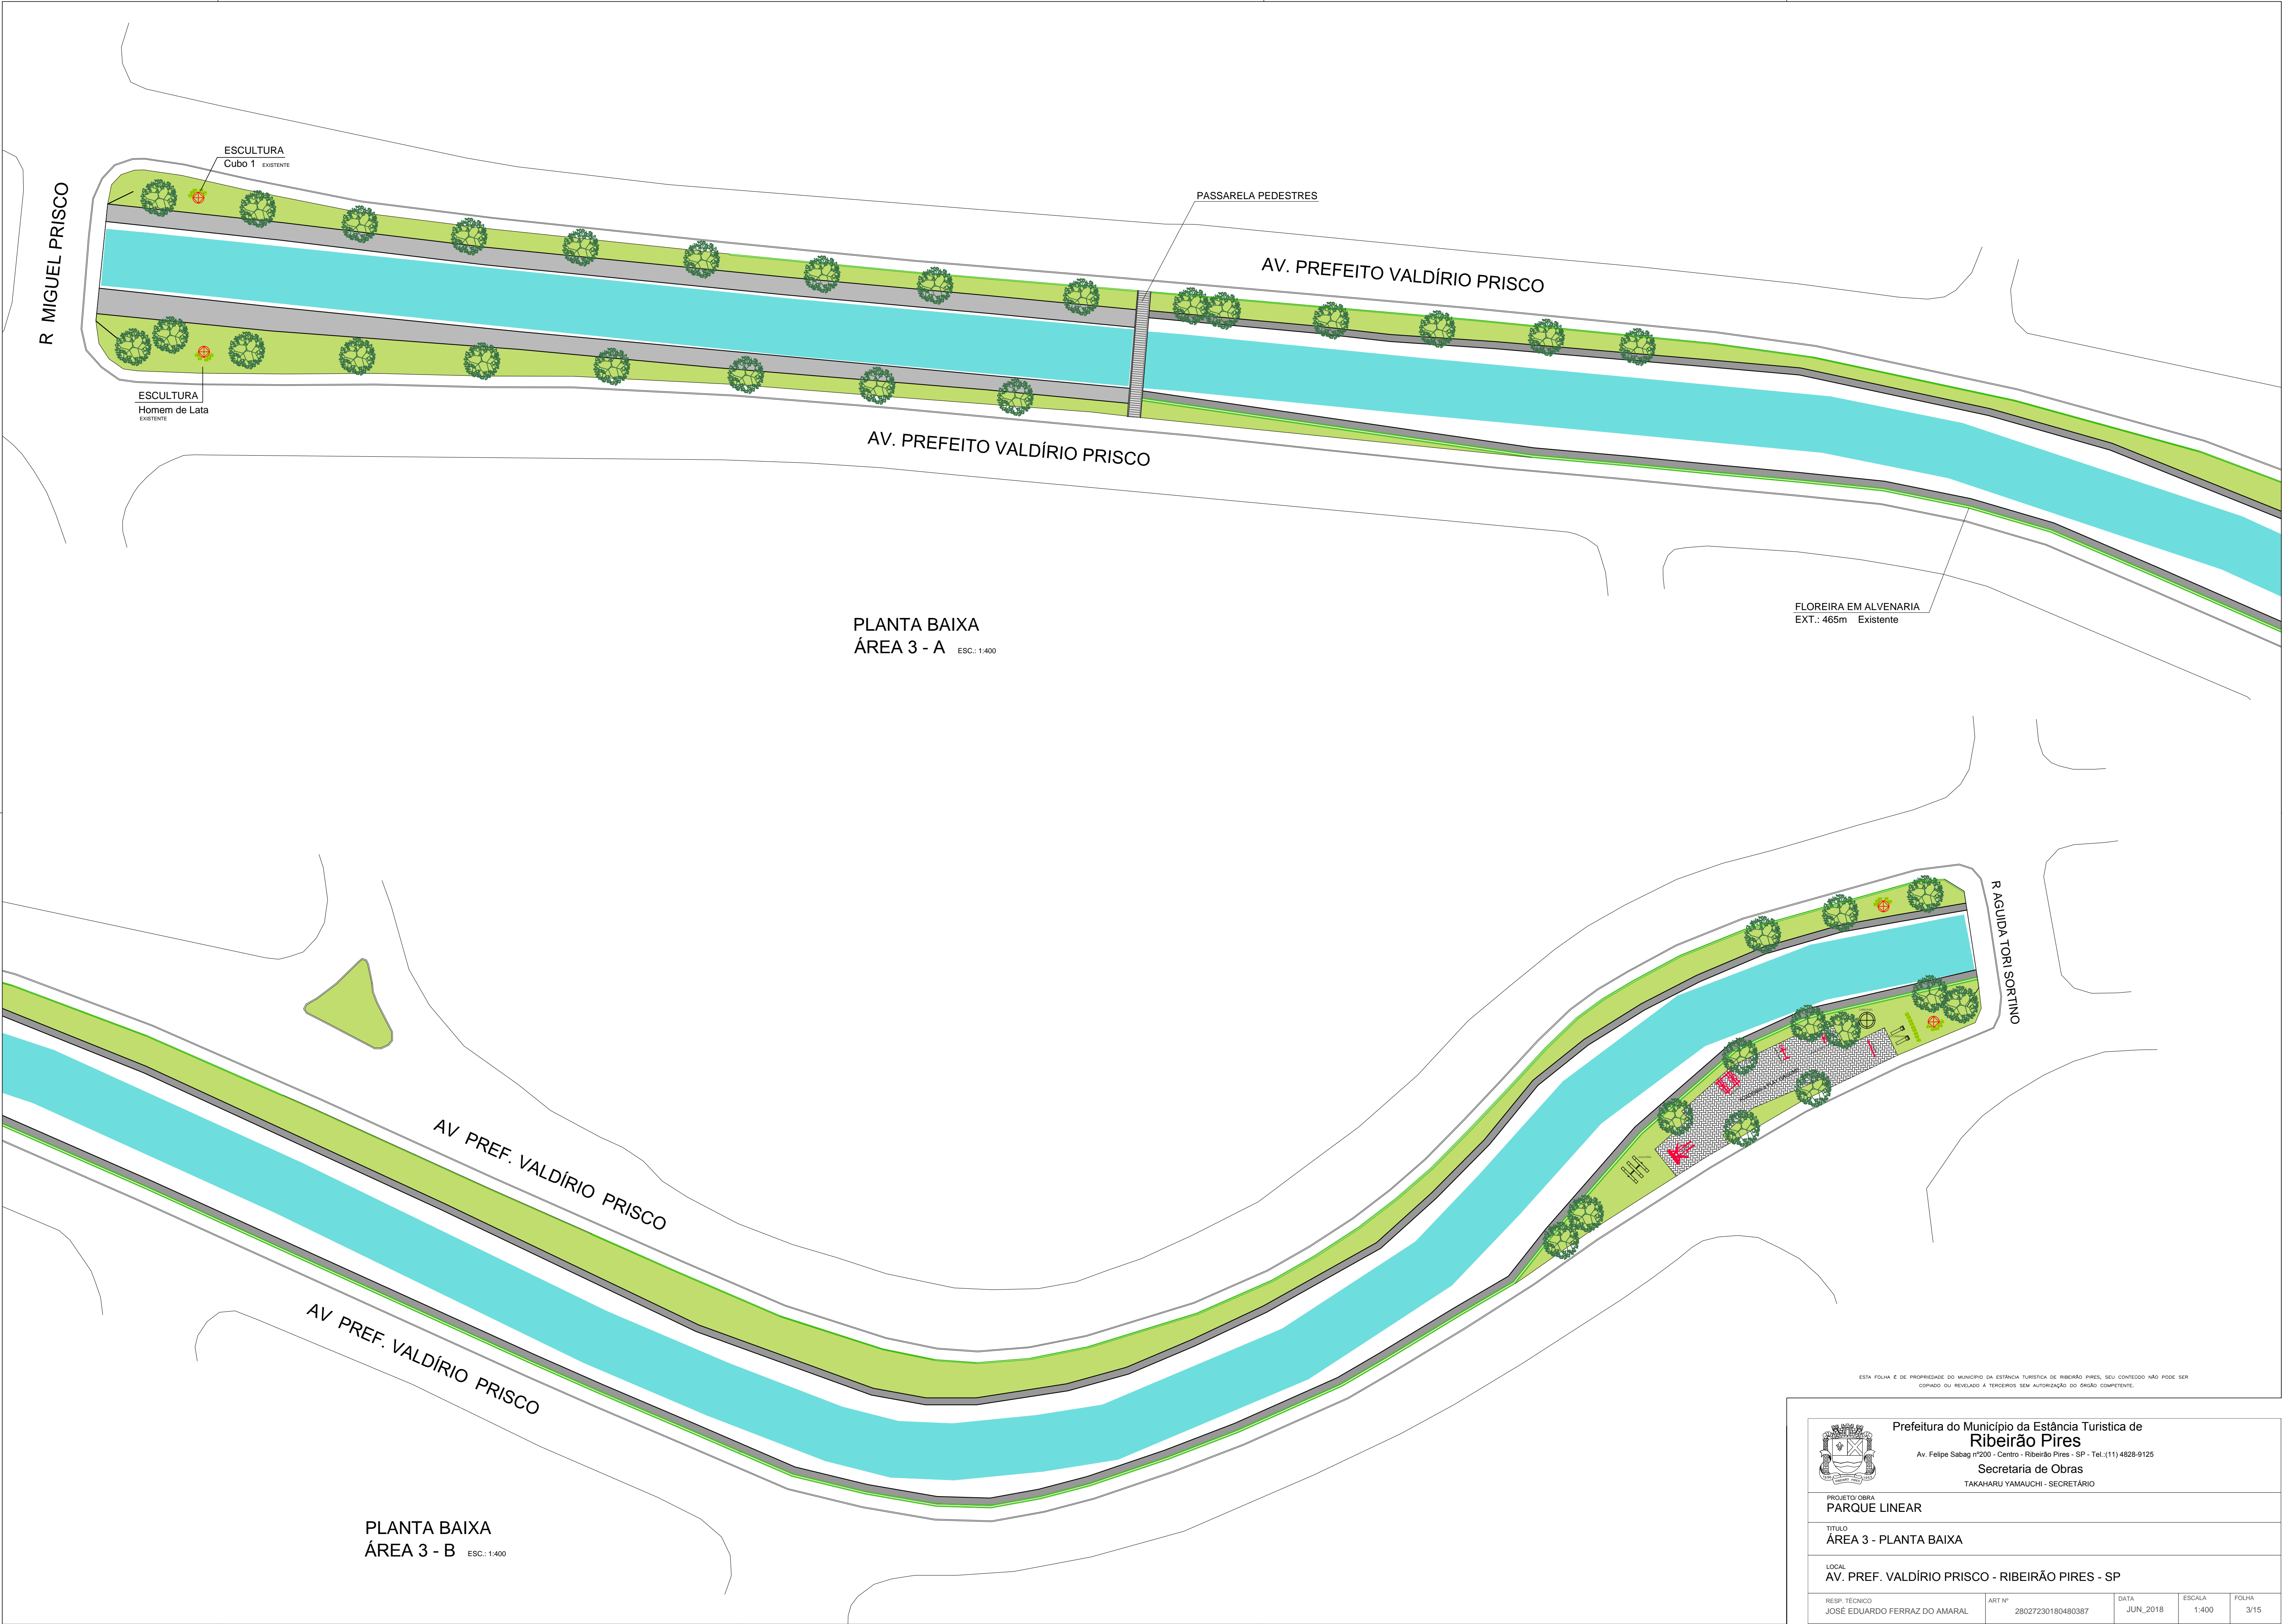 ESCULTURA
Cubo 1 EXISTENTE
R MIGUEL PRISCO
PASSARELA PEDESTRES
AV. PREFEITO VALDÍRIO PRISCO
ESCULTURA
Homem de Lata
EXISTENTE
AV. PREFEITO VALDÍRIO PRISCO
FLOREIRA EM ALVENARIA
EXT.: 465m Existente
PLANTA BAIXA
ÁREA 3 - A ESC.: 1:400
R AGUIDA TORI SORTINO
AV PREF. VALDÍRIO PRISCO
AV PREF. VALDÍRIO PRISCO
PLANTA BAIXA
ÁREA 3 - B ESC.: 1:400
ESTA FOLHA É DE PROPRIEDADE DO MUNICÍPIO DA ESTÂNCIA TURISTICA DE RIBEIRÃO PIRES, SEU CONTEÚDO NÃO PODE SER
COPIADO OU REVELADO À TERCEIROS SEM AUTORIZAÇÃO DO ÓRGÃO COMPETENTE.
Prefeitura do Município da Estância Turistica de
Ribeirão Pires
Av. Felipe Sabag nº200 - Centro - Ribeirão Pires - SP - Tel.:(11) 4828-9125
Secretaria de Obras
TAKAHARU YAMAUCHI - SECRETÁRIO
PROJETO/ OBRA
PARQUE LINEAR
TITULO
ÁREA 3 - PLANTA BAIXA
LOCAL
AV. PREF. VALDÍRIO PRISCO - RIBEIRÃO PIRES - SP
RESP. TÉCNICO
JOSÉ EDUARDO FERRAZ DO AMARAL
ART Nº
28027230180480387
DATA
JUN_2018
ESCALA
1:400
FOLHA
3/15